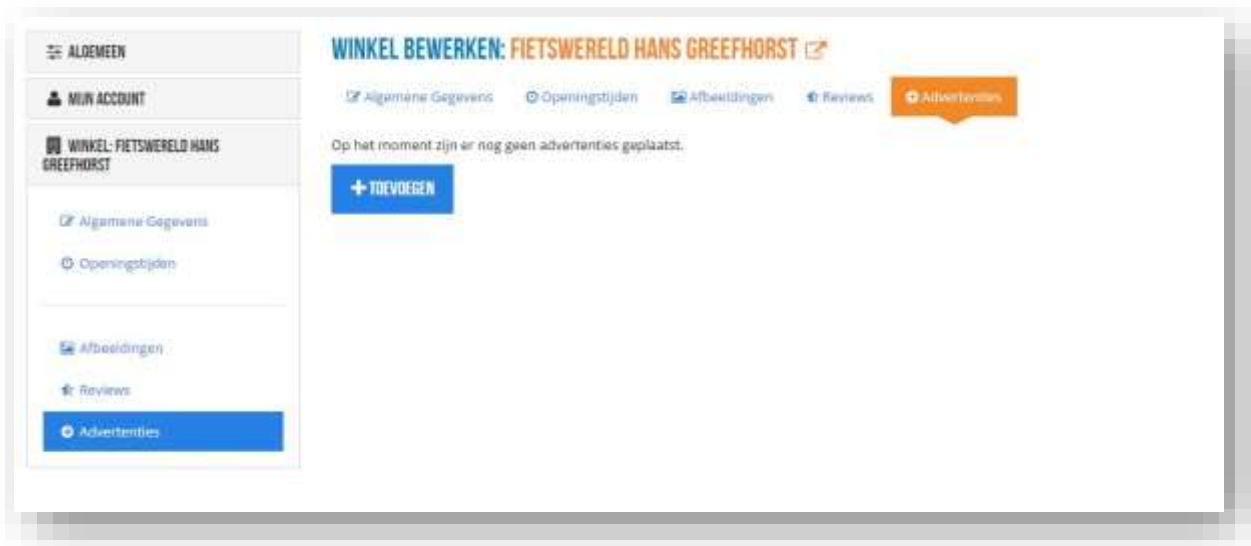 ALGEMEEN
MIJN ACCOUNT
WINKEL: FIETSWERELD HANS
GREEFHORST
Algemene Gegevens
Openingstijden
Afbeeldingen
Reviews
Advertenties
WINKEL BEWERKEN: FIETSWERELD HANS GREEFHORST
Algemene Gegevens Openingstijden Afbeeldingen Reviews Advertenties
Op het moment zijn er nog geen advertenties geplaatst.
+ TOEVOEGEN